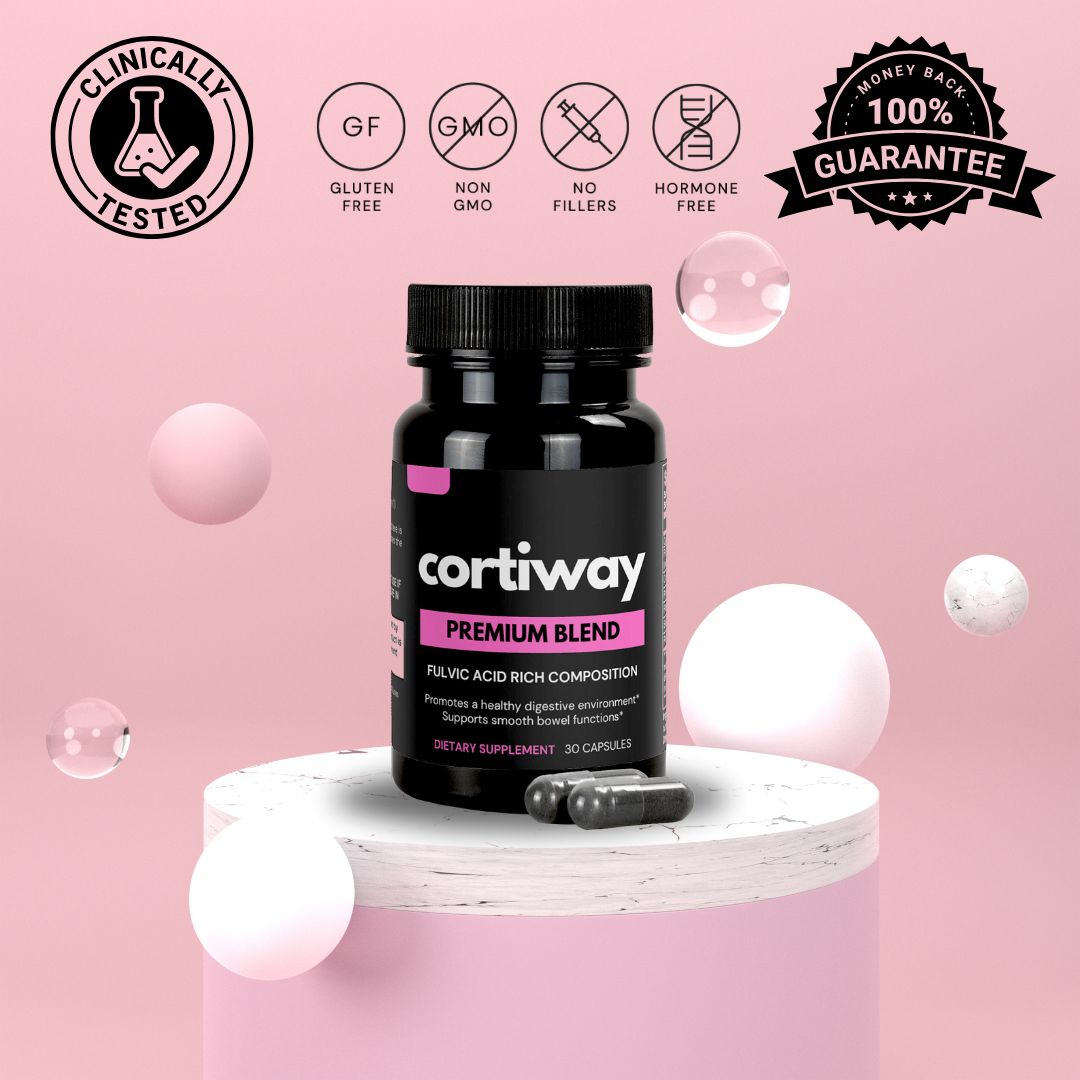 CLINICALLY
TESTED
GF
GLUTEN
FREE
GMO
NON
GMO
NO
FILLERS
HORMONE
FREE
MONEY BACK
100%
GUARANTEE
cortiway
PREMIUM BLEND
FULVIC ACID RICH COMPOSITION
Promotes a healthy digestive environment*
Supports smooth bowel functions*
DIETARY SUPPLEMENT 30 CAPSULES